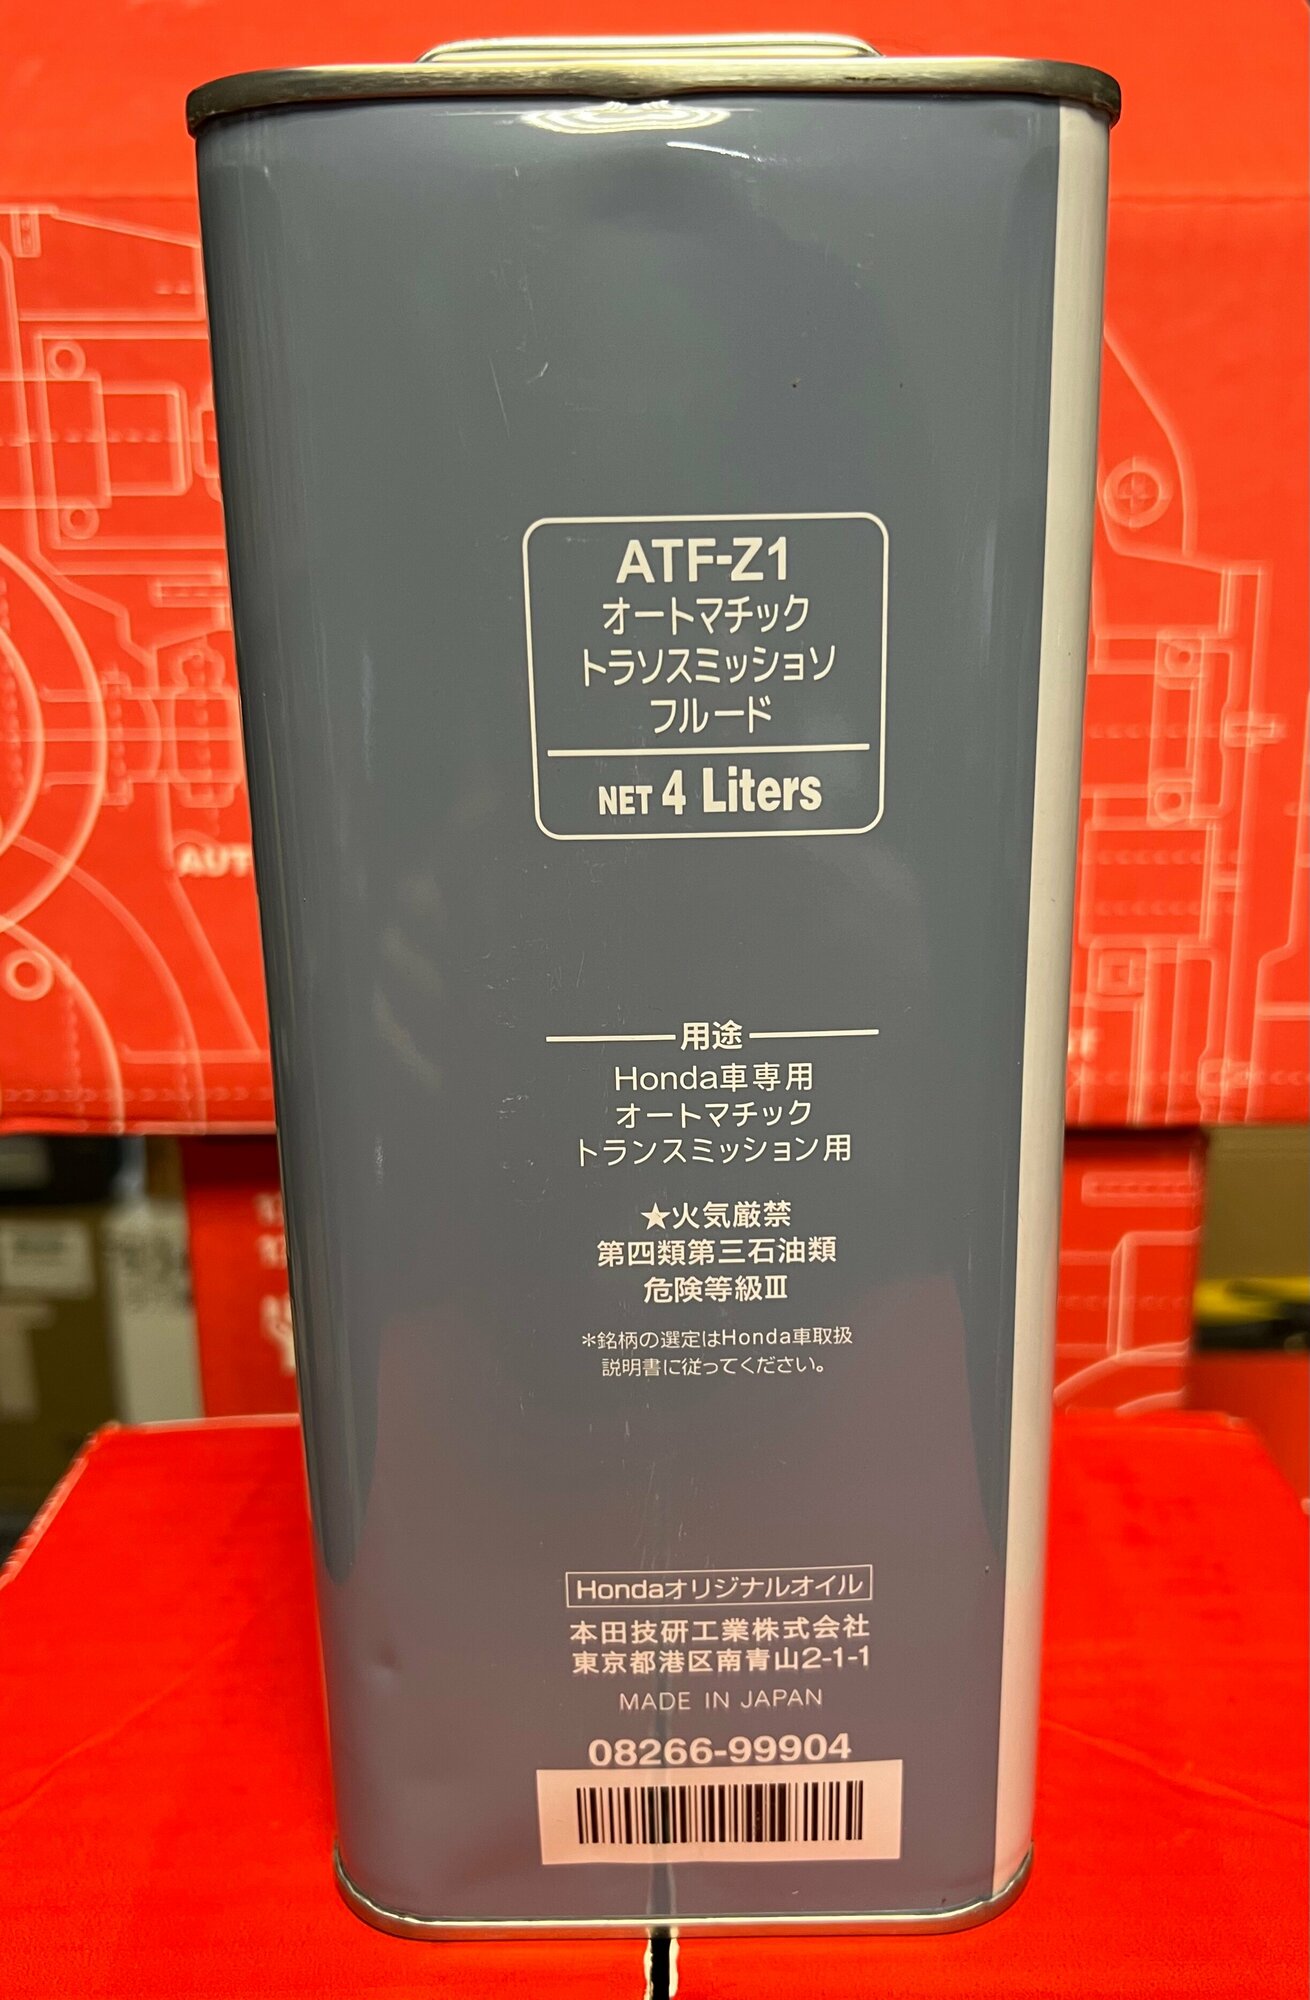 ATF-Z1
オートマチック
トラソスミッショソ
フルード
NET 4 Liters
用途
Honda車専用
オートマチック
トランスミッション用
★火気厳禁
第四類第三石油類
危険等級Ⅲ
*銘柄の選定はHonda車取扱
説明書に従ってください。
Hondaオリジナルオイル
本田技研工業株式会社
東京都港区南青山2-1-1
MADE IN JAPAN
08266-99904